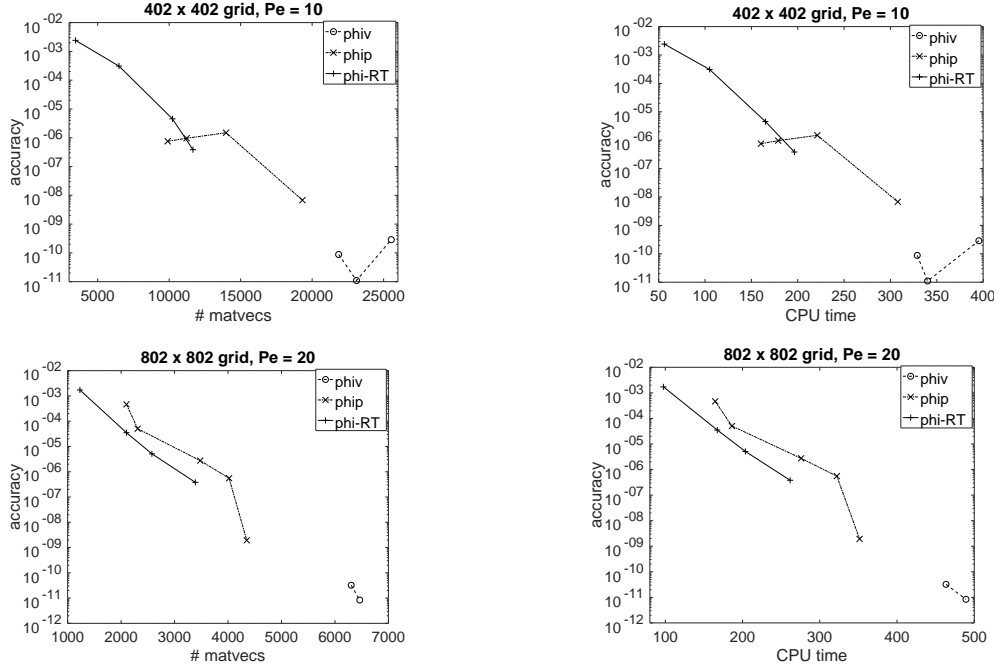 402 x 402 grid, Pe = 10
10^-02
10^-03
10^-04
10^-05
10^-06
10^-07
10^-08
10^-09
10^-10
10^-11
accuracy
phiv
phip
phi-RT
5000 10000 15000 20000 25000
# matvecs
402 x 402 grid, Pe = 10
10^-02
10^-03
10^-04
10^-05
10^-06
10^-07
10^-08
10^-09
10^-10
10^-11
accuracy
phiv
phip
phi-RT
50 100 150 200 250 300 350 400
CPU time
802 x 802 grid, Pe = 20
10^-02
10^-03
10^-04
10^-05
10^-06
10^-07
10^-08
10^-09
10^-10
10^-11
10^-12
accuracy
phiv
phip
phi-RT
1000 2000 3000 4000 5000 6000 7000
# matvecs
802 x 802 grid, Pe = 20
10^-02
10^-03
10^-04
10^-05
10^-06
10^-07
10^-08
10^-09
10^-10
10^-11
10^-12
accuracy
phiv
phip
phi-RT
100 200 300 400 500
CPU time